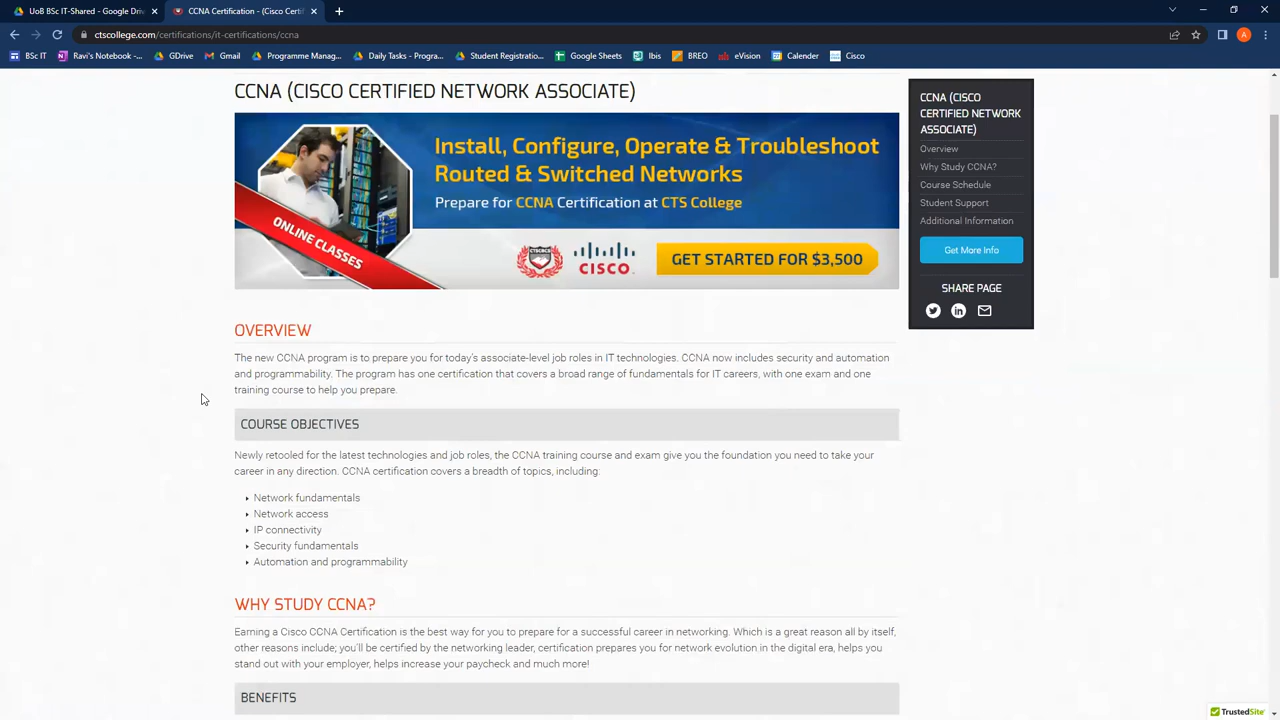 UoB BSc IT-Shared - Google Driv
CCNA Certification - (Cisco Certi
ctscollege.com/certifications/it-certifications/ccna
BSc IT
Ravi's Notebook -...
GDrive
Programme Manag...
Gmail
Daily Tasks - Progra...
Student Registratio...
Google Sheets
Ibis
BREO
eVision
Calender
Cisco
CCNA (CISCO CERTIFIED NETWORK ASSOCIATE)
Install, Configure, Operate & Troubleshoot
Routed & Switched Networks
Prepare for CCNA Certification at CTS College
ONLINE CLASSES
CISCO
GET STARTED FOR $3,500
OVERVIEW
The new CCNA program is to prepare you for today's associate-level job roles in IT technologies. CCNA now includes security and automation
and programmability. The program has one certification that covers a broad range of fundamentals for IT careers, with one exam and one
training course to help you prepare.
COURSE OBJECTIVES
Newly retooled for the latest technologies and job roles, the CCNA training course and exam give you the foundation you need to take your
career in any direction. CCNA certification covers a breadth of topics, including:
Network fundamentals
Network access
IP connectivity
Security fundamentals
Automation and programmability
WHY STUDY CCNA?
Earning a Cisco CCNA Certification is the best way for you to prepare for a successful career in networking. Which is a great reason all by itself,
other reasons include; you'll be certified by the networking leader, certification prepares you for network evolution in the digital era, helps you
stand out with your employer, helps increase your paycheck and much more!
BENEFITS
CCNA (CISCO
CERTIFIED NETWORK
ASSOCIATE)
Overview
Why Study CCNA?
Course Schedule
Student Support
Additional Information
Get More Info
SHARE PAGE
A
TrustedSite